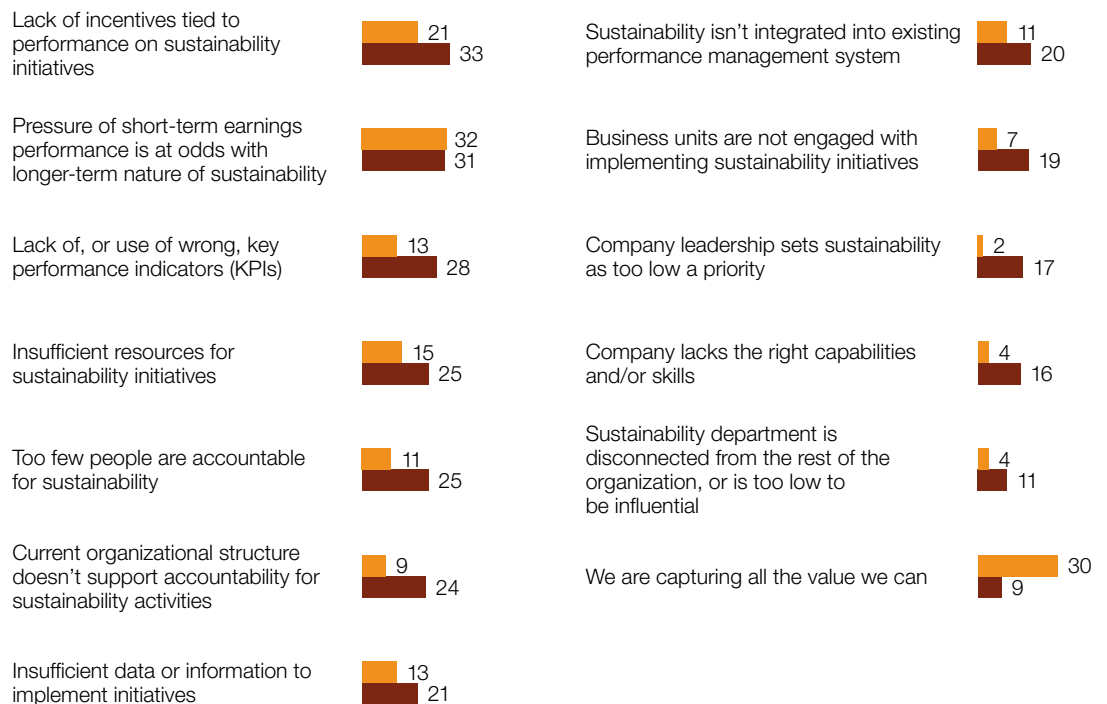 Lack of incentives tied to
performance on sustainability
initiatives
21
33
Pressure of short-term earnings
performance is at odds with
longer-term nature of sustainability
32
31
Lack of, or use of wrong, key
performance indicators (KPIs)
13
28
Insufficient resources for
sustainability initiatives
15
25
Too few people are accountable
for sustainability
11
25
Current organizational structure
doesn’t support accountability for
sustainability activities
9
24
Insufficient data or information to
implement initiatives
13
21
Sustainability isn’t integrated into existing
performance management system
11
20
Business units are not engaged with
implementing sustainability initiatives
7
19
Company leadership sets sustainability
as too low a priority
2
17
Company lacks the right capabilities
and/or skills
4
16
Sustainability department is
disconnected from the rest of the
organization, or is too low to
be influential
4
11
We are capturing all the value we can
30
9